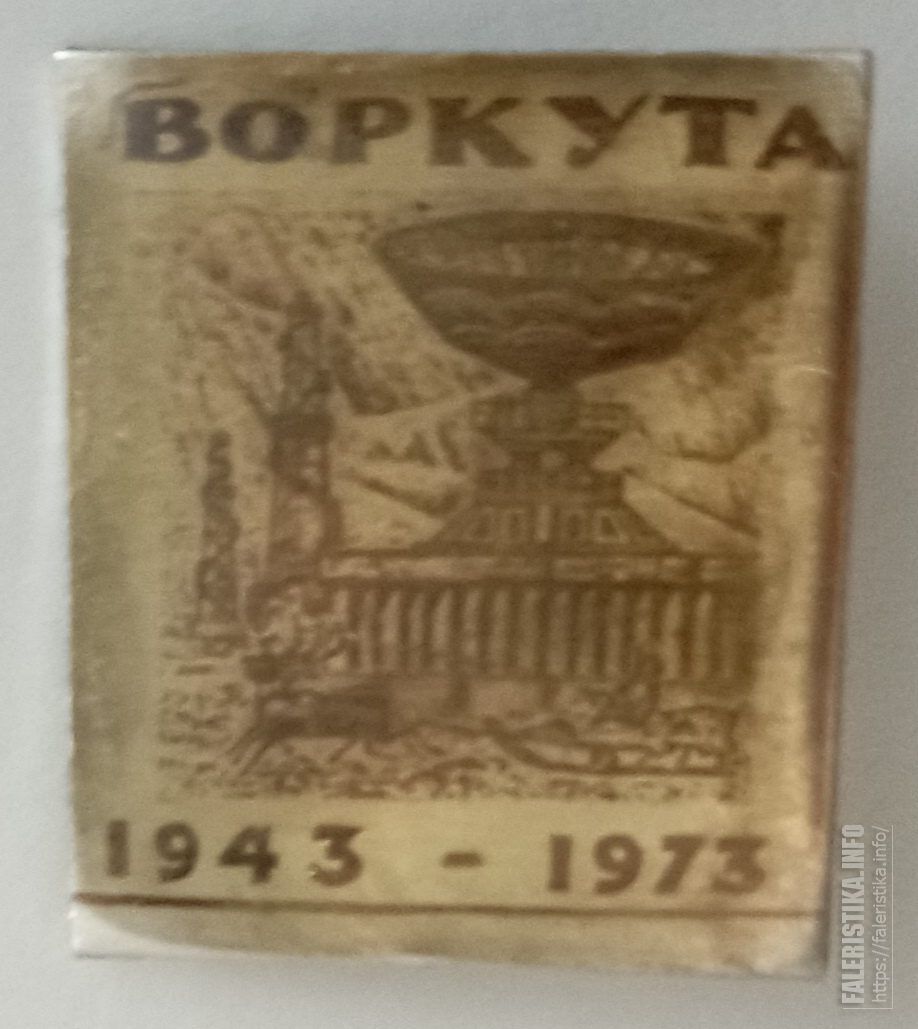 ВОРКУТА
1943 - 1973
FALERISTIKA.INFO
https://faleristika.info/